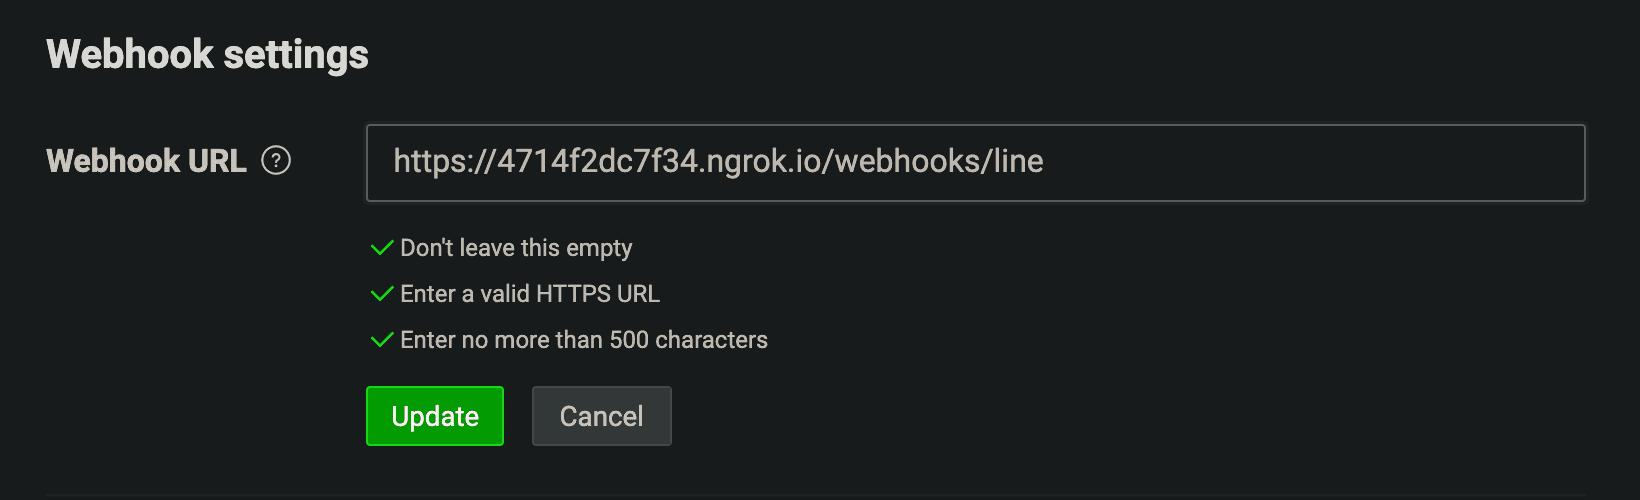 Webhook settings
Webhook URL ?
https://4714f2dc7f34.ngrok.io/webhooks/line
Don't leave this empty
Enter a valid HTTPS URL
Enter no more than 500 characters
Update Cancel